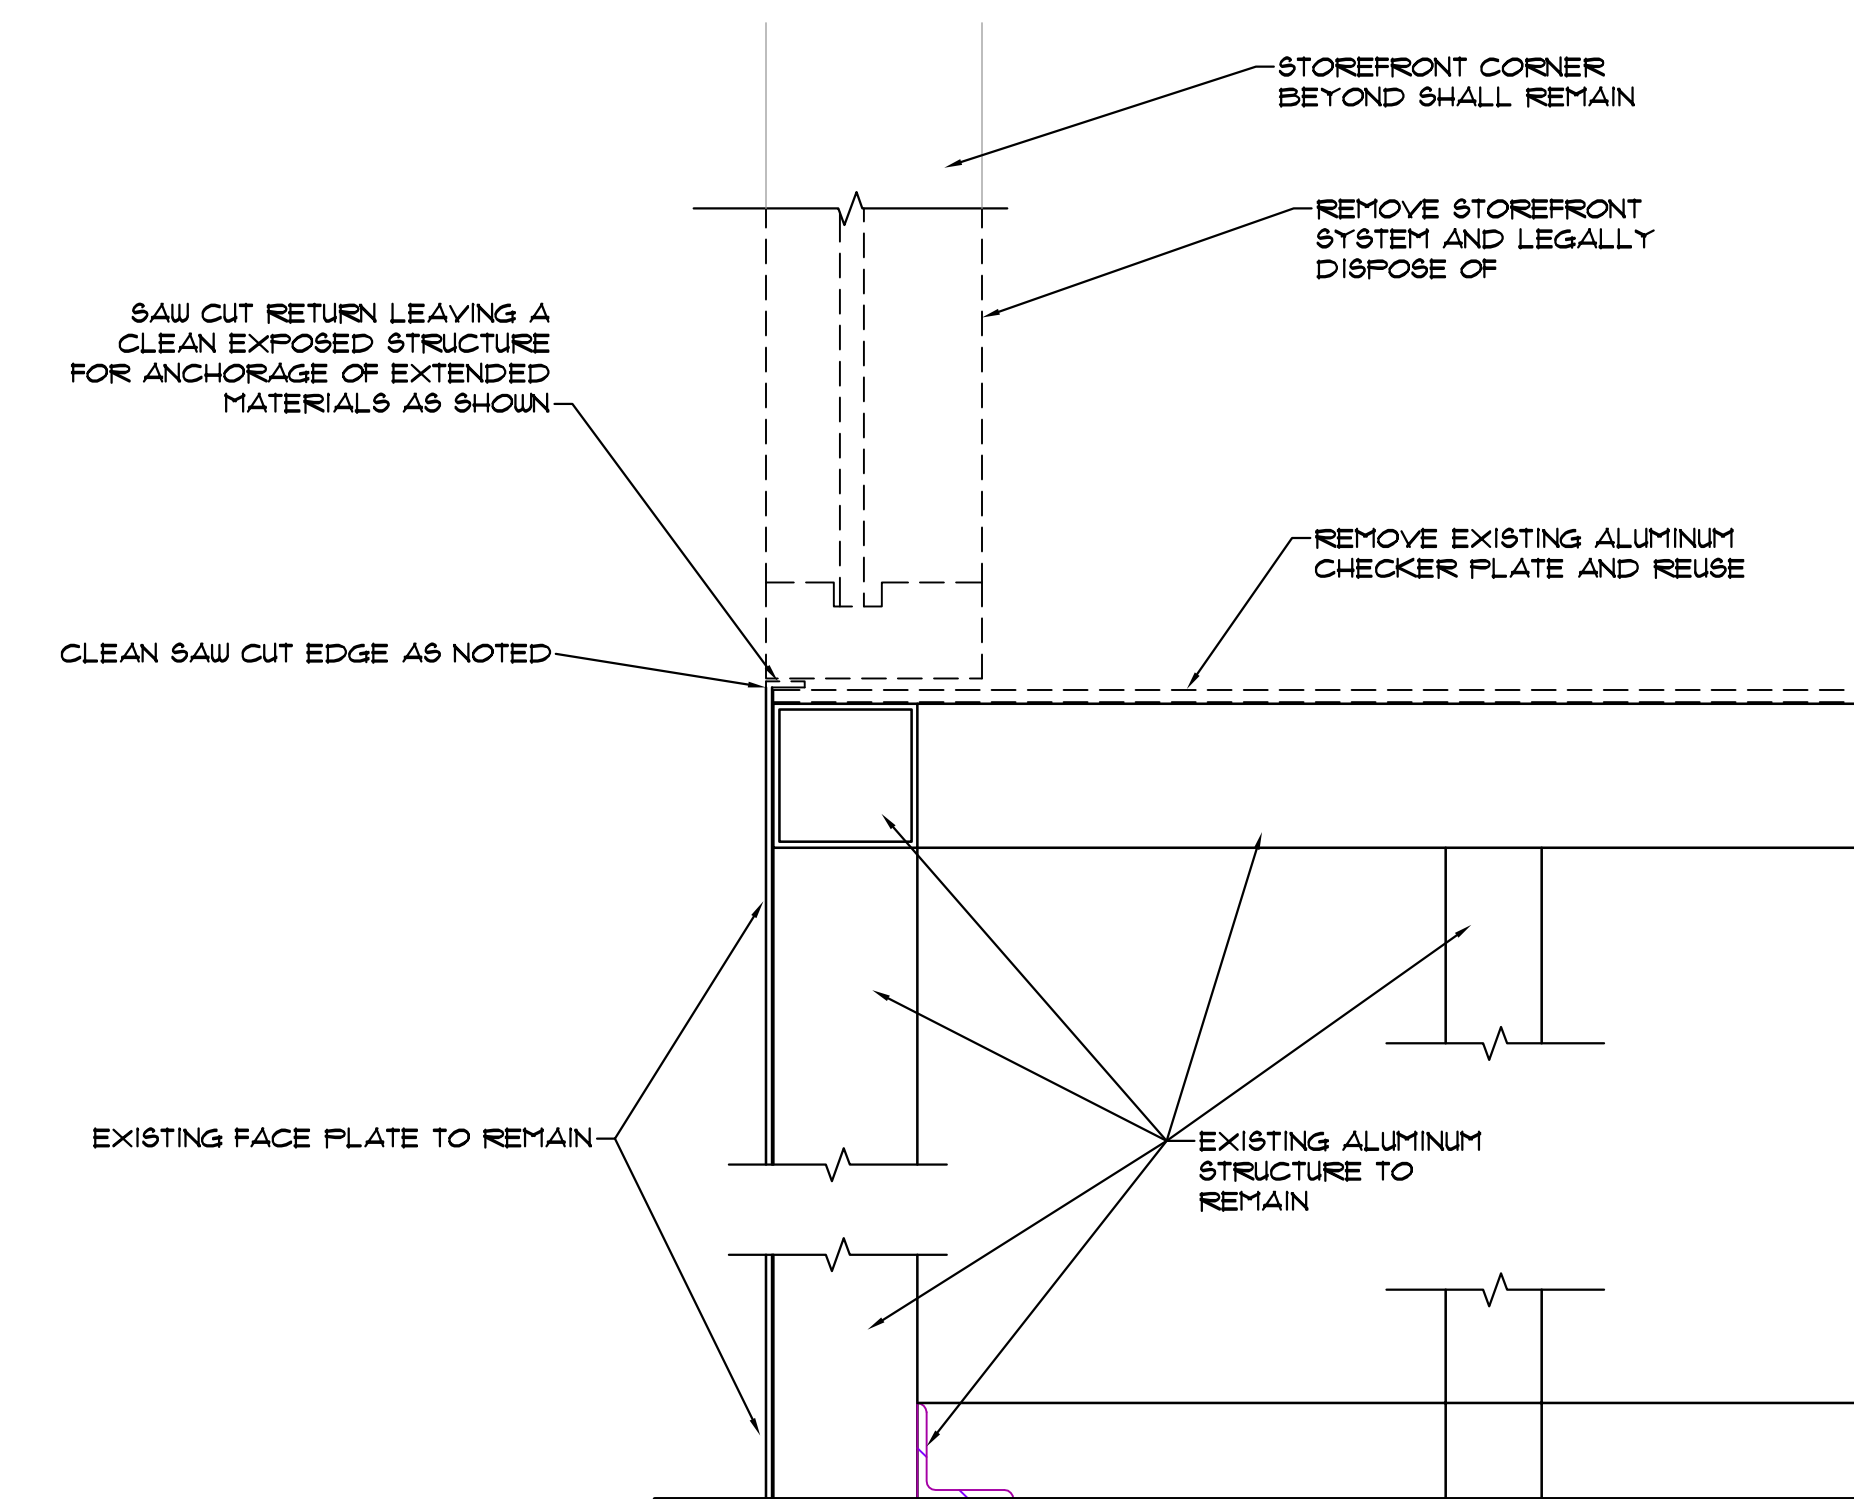 STOREFRONT CORNER
BEYOND SHALL REMAIN
REMOVE STOREFRONT
SYSTEM AND LEGALLY
DISPOSE OF
SAW CUT RETURN LEAVING A
CLEAN EXPOSED STRUCTURE
FOR ANCHORAGE OF EXTENDED
MATERIALS AS SHOWN
REMOVE EXISTING ALUMINUM
CHECKER PLATE AND REUSE
CLEAN SAW CUT EDGE AS NOTED
EXISTING FACE PLATE TO REMAIN
EXISTING ALUMINUM
STRUCTURE TO
REMAIN